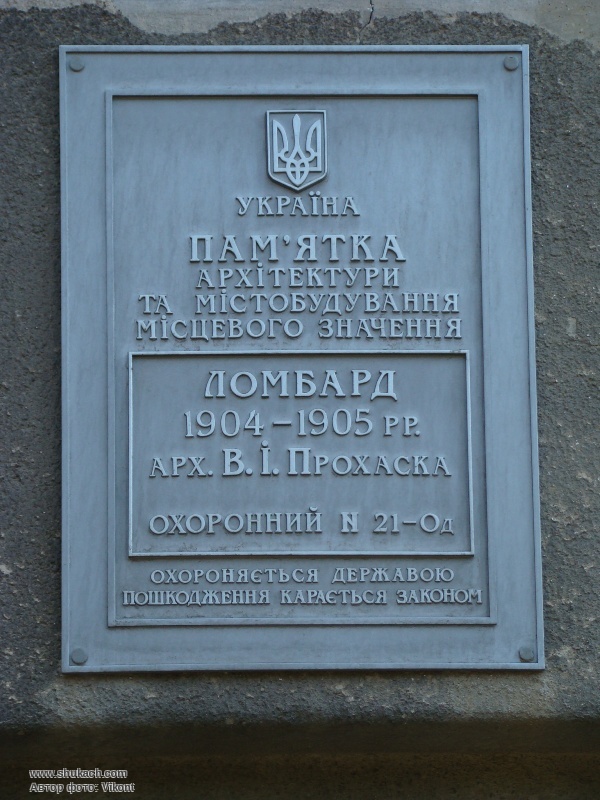 УКРАЇНА
ПАМ'ЯТКА
АРХІТЕКТУРИ
ТА МІСТОБУДУВАННЯ
МІСЦЕВОГО ЗНАЧЕННЯ
ЛОМБАРД
1904–1905 РР.
АРХ. В. І. ПРОХАСКА
ОХОРОННИЙ N 21–Од
ОХОРОНЯЄТЬСЯ ДЕРЖАВОЮ
ПОШКОДЖЕННЯ КАРАЄТЬСЯ ЗАКОНОМ
www.shukach.com
Автор фото: Vikont